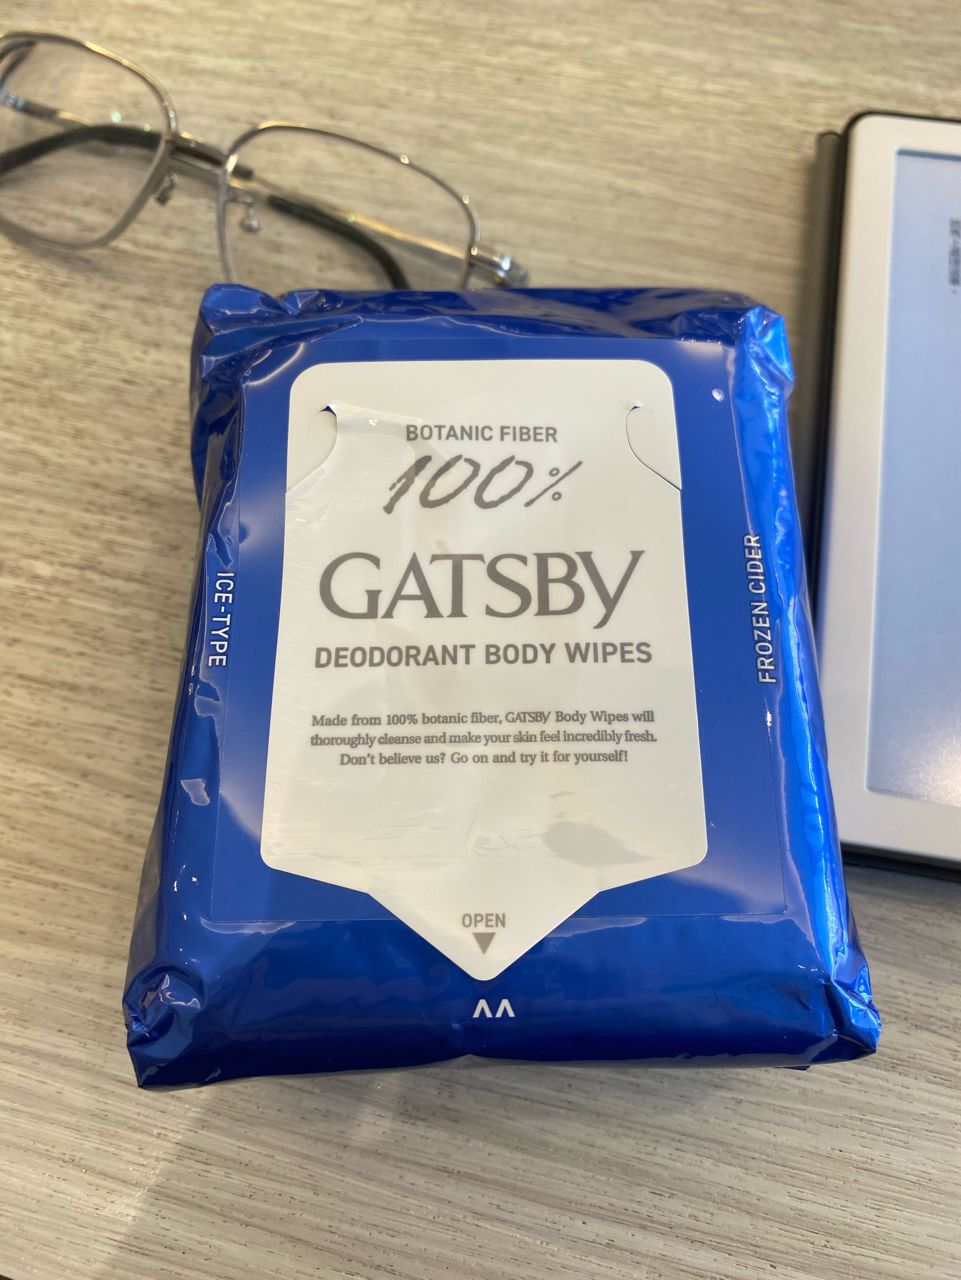 BOTANIC FIBER
100%
GATSBY
DEODORANT BODY WIPES
Made from 100% botanic fiber, GATSBY Body Wipes will
thoroughly cleanse and make your skin feel incredibly fresh.
Don't believe us? Go on and try it for yourself!
OPEN
ICE-TYPE
FROZEN CIDER